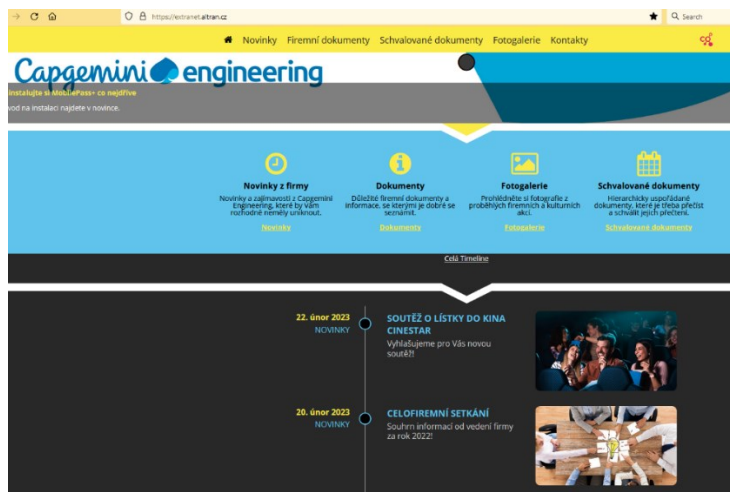 https://extranet.altran.cz
Search
Novinky Firemní dokumenty Schvalované dokumenty Fotogalerie Kontakty
Capgemini engineering
Instalujte si MobilePass+ co nejdříve
vod na instalaci najdete v novince.
Novinky z firmy
Novinky a zajímavosti z Capgemini
Engineering, které by vám
rozhodně neměly uniknout.
Novinky
Dokumenty
Důležité firemní dokumenty a
informace, se kterými je dobré se
seznámit.
Dokumenty
Fotogalerie
Prohlédněte si fotografie z
proběhlých firemních a kulturních
akcí.
Fotogalerie
Schvalované dokumenty
Hierarchicky uspořádané
dokumenty, které je třeba přečíst
a schválit jejich přečtení.
Schvalované dokumenty
Celá Timeline
22. únor 2023
NOVINKY
SOUTĚŽ O LÍSTKY DO KINA
CINESTAR
Vyhlašujeme pro Vás novou
soutěž!
20. únor 2023
NOVINKY
CELOFIREMNÍ SETKÁNÍ
Souhrn informací od vedení firmy
za rok 2022!